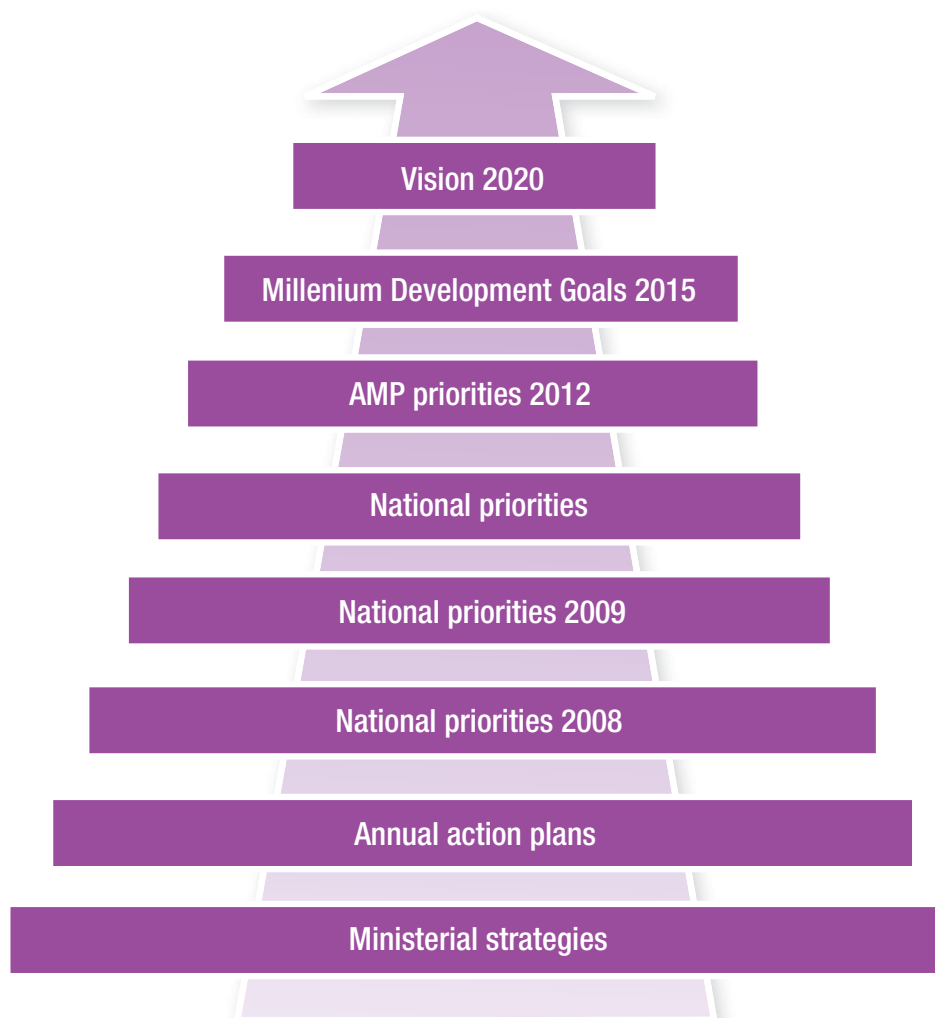 Vision 2020
Millenium Development Goals 2015
AMP priorities 2012
National priorities
National priorities 2009
National priorities 2008
Annual action plans
Ministerial strategies